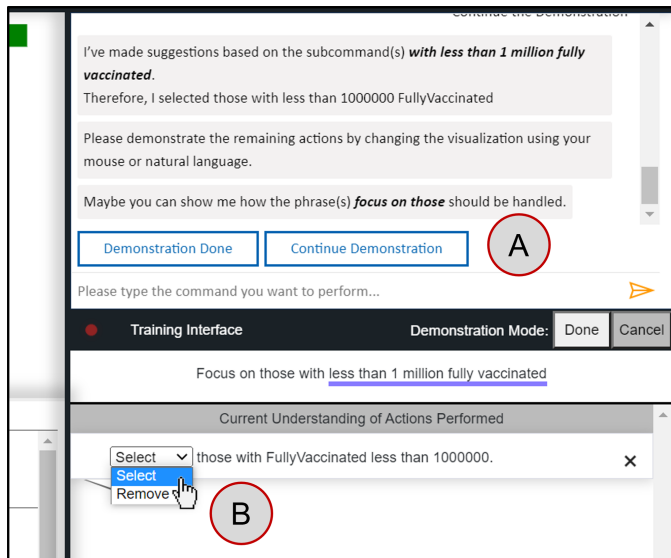 Continue the Demonstration
I've made suggestions based on the subcommand(s) with less than 1 million fully
vaccinated.
Therefore, I selected those with less than 1000000 FullyVaccinated
Please demonstrate the remaining actions by changing the visualization using your
mouse or natural language.
Maybe you can show me how the phrase(s) focus on those should be handled.
Demonstration Done
Continue Demonstration
A
Please type the command you want to perform...
Training Interface
Demonstration Mode:
Done
Cancel
Focus on those with less than 1 million fully vaccinated
Current Understanding of Actions Performed
Select those with FullyVaccinated less than 1000000.
Select
Remove
B